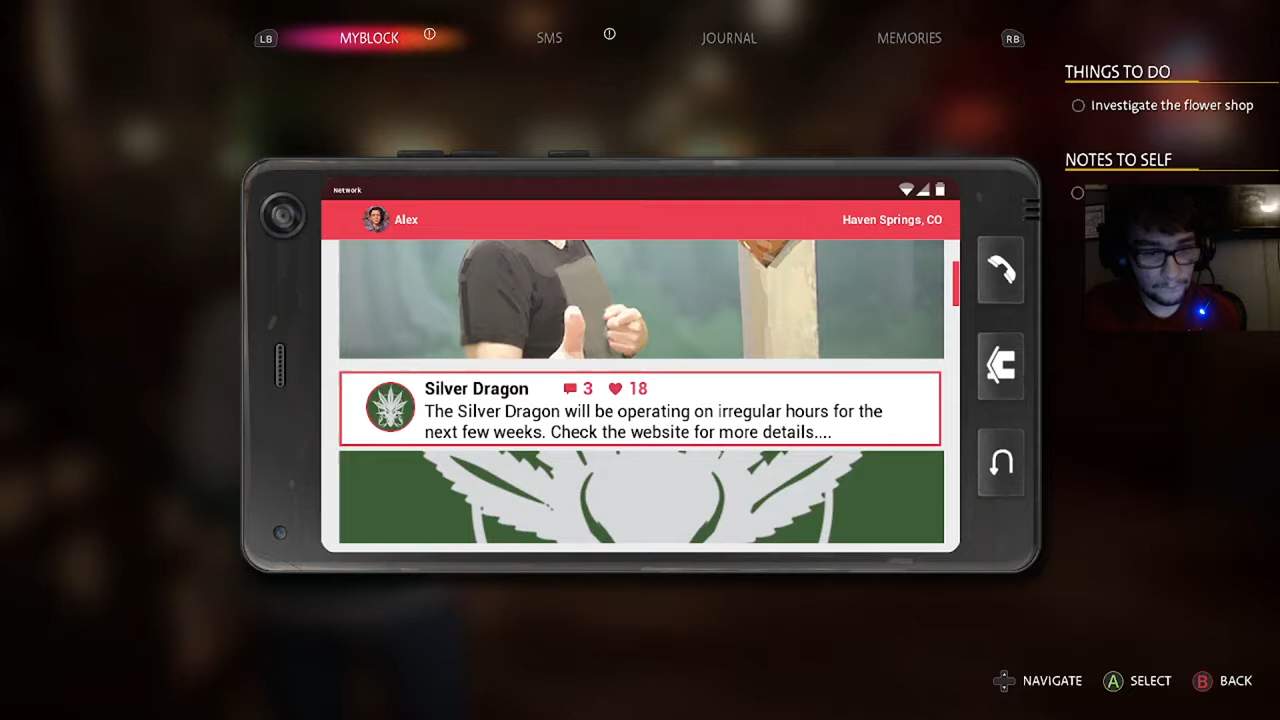 LB
MYBLOCK
SMS
JOURNAL
MEMORIES
RB
THINGS TO DO
Investigate the flower shop
NOTES TO SELF
Network
Alex
Haven Springs, CO
Silver Dragon 3 18
The Silver Dragon will be operating on irregular hours for the
next few weeks. Check the website for more details....
NAVIGATE
A SELECT
B BACK